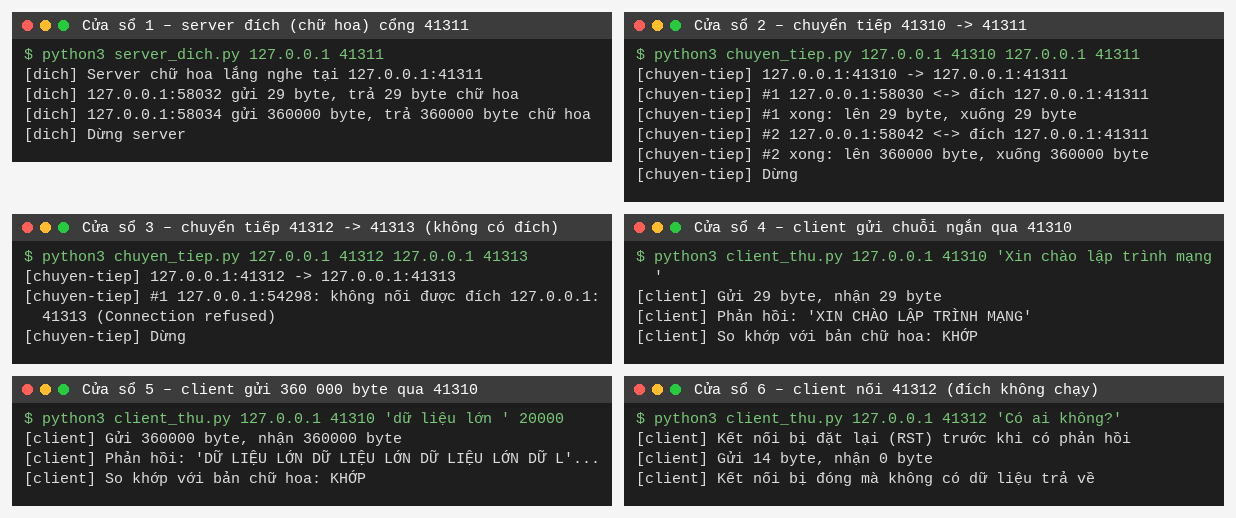 Cửa sổ 1 – server đích (chữ hoa) cổng 41311
$ python3 server_dich.py 127.0.0.1 41311
[dich] Server chữ hoa lắng nghe tại 127.0.0.1:41311
[dich] 127.0.0.1:58032 gửi 29 byte, trả 29 byte chữ hoa
[dich] 127.0.0.1:58034 gửi 360000 byte, trả 360000 byte chữ hoa
[dich] Dừng server
Cửa sổ 2 – chuyển tiếp 41310 -> 41311
$ python3 chuyen_tiep.py 127.0.0.1 41310 127.0.0.1 41311
[chuyen-tiep] 127.0.0.1:41310 -> 127.0.0.1:41311
[chuyen-tiep] #1 127.0.0.1:58030 <-> đích 127.0.0.1:41311
[chuyen-tiep] #1 xong: lên 29 byte, xuống 29 byte
[chuyen-tiep] #2 127.0.0.1:58042 <-> đích 127.0.0.1:41311
[chuyen-tiep] #2 xong: lên 360000 byte, xuống 360000 byte
[chuyen-tiep] Dừng
Cửa sổ 3 – chuyển tiếp 41312 -> 41313 (không có đích)
$ python3 chuyen_tiep.py 127.0.0.1 41312 127.0.0.1 41313
[chuyen-tiep] 127.0.0.1:41312 -> 127.0.0.1:41313
[chuyen-tiep] #1 127.0.0.1:54298: không nối được đích 127.0.0.1:
41313 (Connection refused)
[chuyen-tiep] Dừng
Cửa sổ 4 – client gửi chuỗi ngắn qua 41310
$ python3 client_thu.py 127.0.0.1 41310 'Xin chào lập trình mạng
'
[client] Gửi 29 byte, nhận 29 byte
[client] Phản hồi: 'XIN CHÀO LẬP TRÌNH MẠNG'
[client] So khớp với bản chữ hoa: KHỚP
Cửa sổ 5 – client gửi 360 000 byte qua 41310
$ python3 client_thu.py 127.0.0.1 41310 'dữ liệu lớn ' 20000
[client] Gửi 360000 byte, nhận 360000 byte
[client] Phản hồi: 'DỮ LIỆU LỚN DỮ LIỆU LỚN DỮ LIỆU LỚN DỮ L'...
[client] So khớp với bản chữ hoa: KHỚP
Cửa sổ 6 – client nối 41312 (đích không chạy)
$ python3 client_thu.py 127.0.0.1 41312 'Có ai không?'
[client] Kết nối bị đặt lại (RST) trước khi có phản hồi
[client] Gửi 14 byte, nhận 0 byte
[client] Kết nối bị đóng mà không có dữ liệu trả về